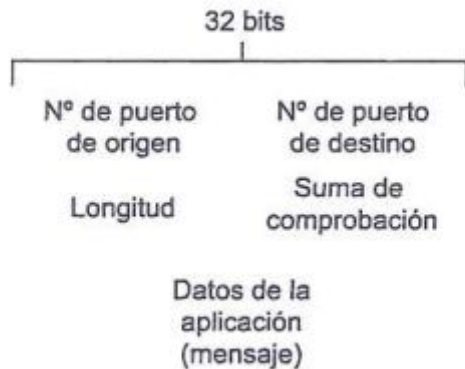 32 bits
Nº de puerto
de origen
Nº de puerto
de destino
Longitud
Suma de
comprobación
Datos de la
aplicación
(mensaje)